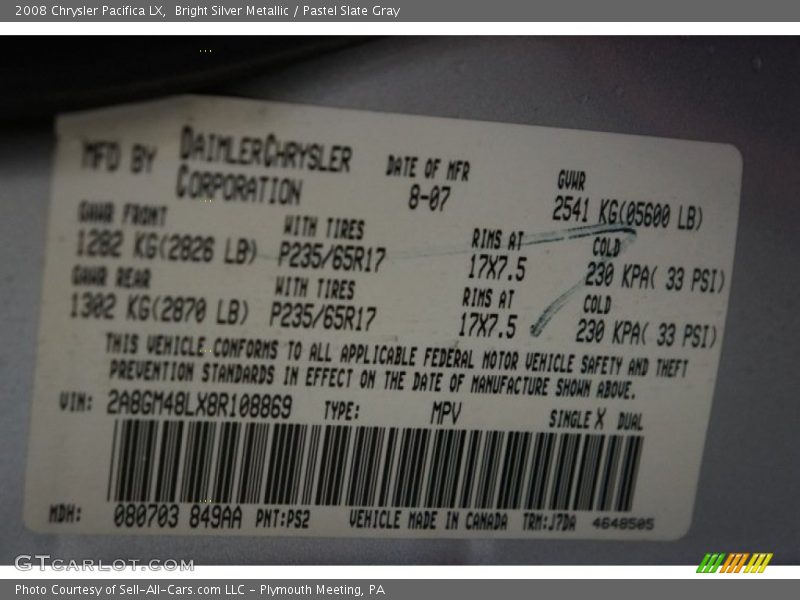 2008 Chrysler Pacifica LX,  Bright Silver Metallic / Pastel Slate Gray
MFD BY DAIMLERCHRYSLER CORPORATION
DATE OF MFR 8-07
GVWR 2541 KG(05600 LB)
GAWR FRONT WITH TIRES RIMS AT COLD
1282 KG(2826 LB) P235/65R17 17X7.5 230 KPA( 33 PSI)
GAWR REAR WITH TIRES RIMS AT COLD
1302 KG(2870 LB) P235/65R17 17X7.5 230 KPA( 33 PSI)
THIS VEHICLE CONFORMS TO ALL APPLICABLE FEDERAL MOTOR VEHICLE SAFETY AND THEFT
PREVENTION STANDARDS IN EFFECT ON THE DATE OF MANUFACTURE SHOWN ABOVE.
VIN: 2A8GM48LX8R108869 TYPE: MPV SINGLE X DUAL
MDH: 080703 849AA PNT:PS2 VEHICLE MADE IN CANADA TRM:J7DA 4648505
GTCARLOT.COM
Photo Courtesy of Sell-All-Cars.com LLC - Plymouth Meeting, PA